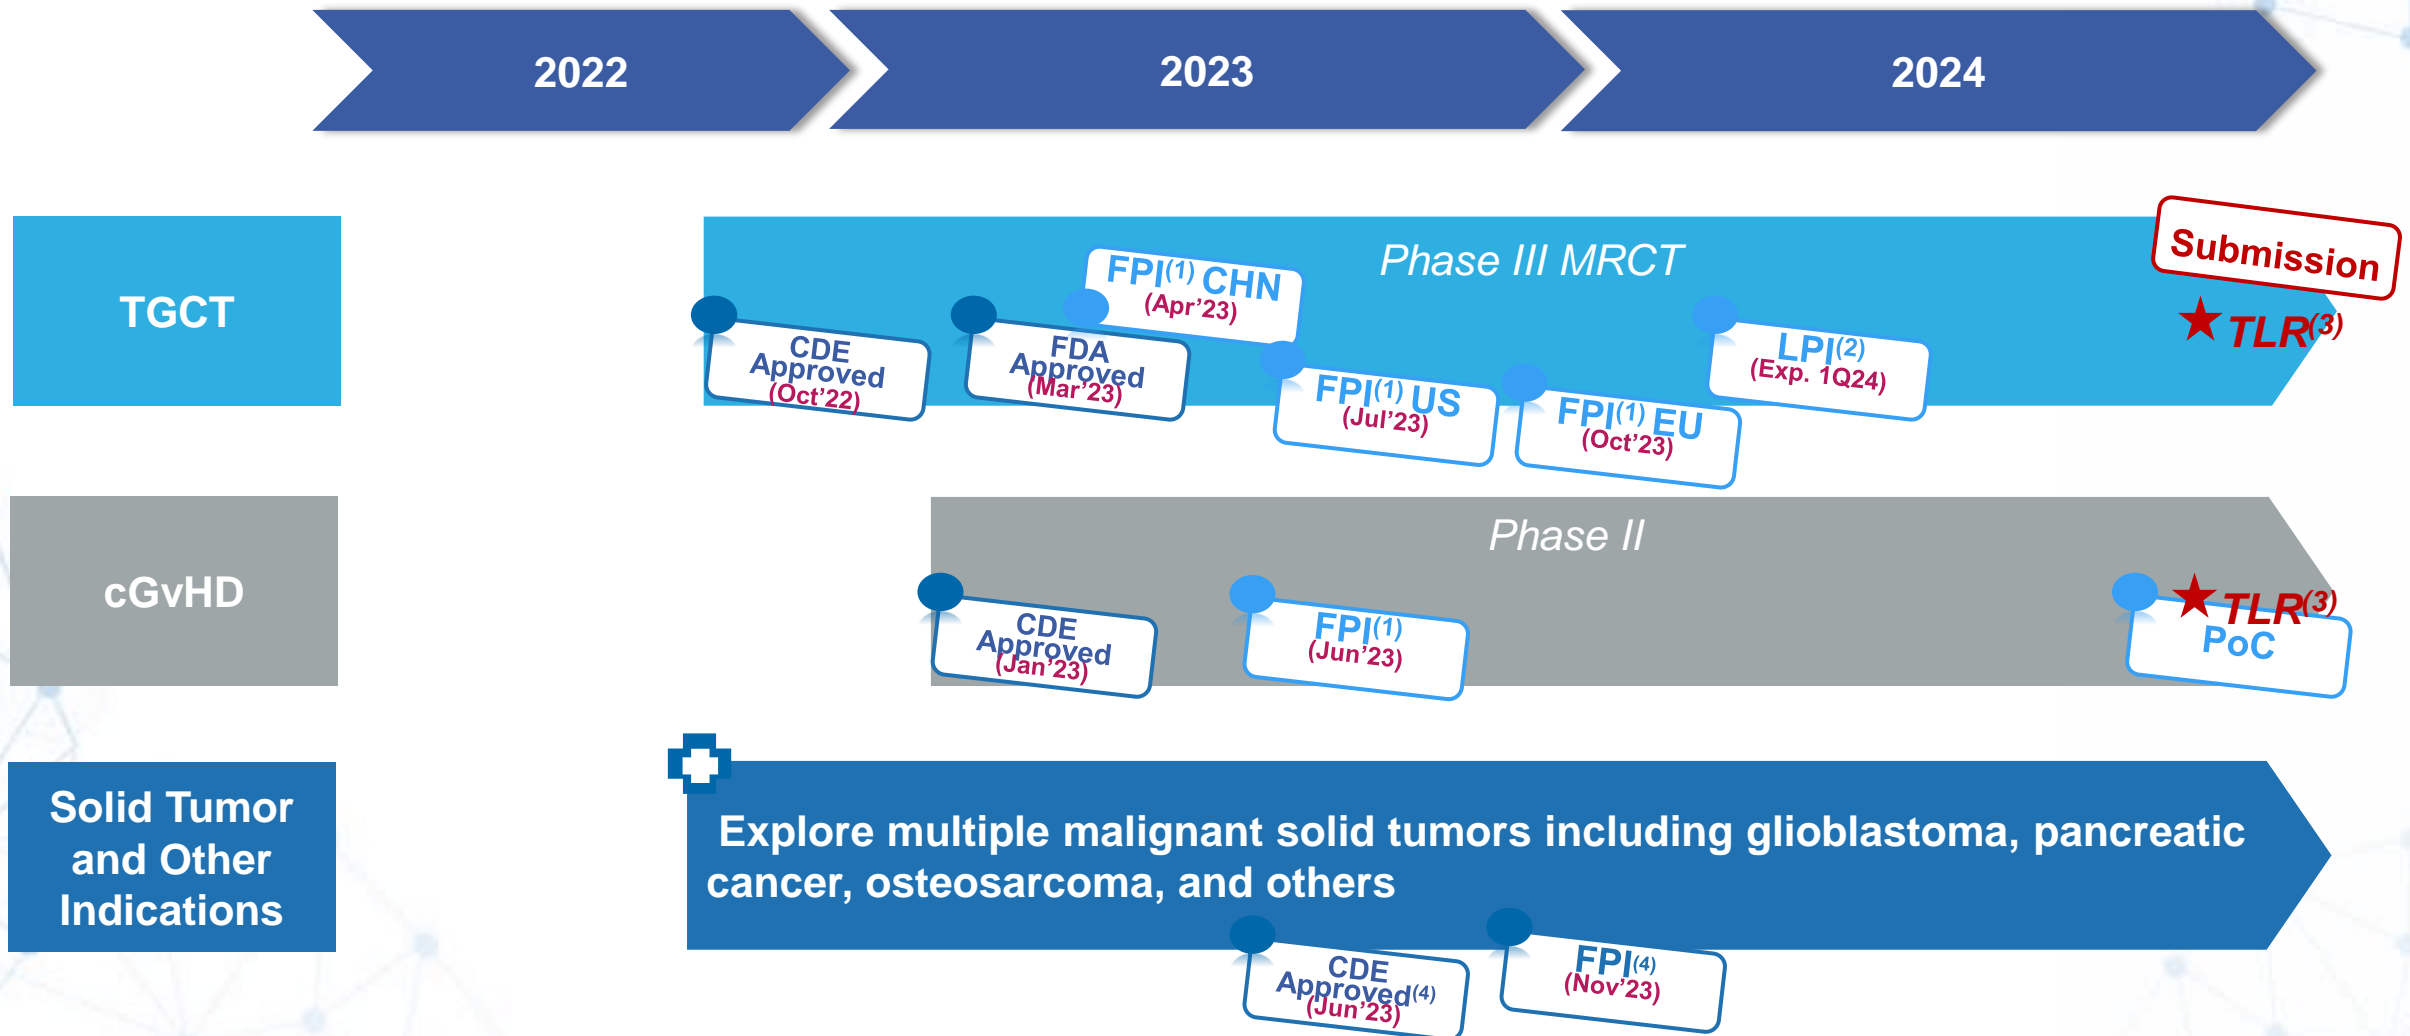 2022
2023
2024
TGCT
Phase III MRCT
Submission
FPI(1) CHN
(Apr'23)
TLR(3)
CDE
Approved
(Oct'22)
FDA
Approved
(Mar'23)
FPI(1) US
(Jul'23)
FPI(1) EU
(Oct'23)
LPI(2)
(Exp. 1Q24)
cGvHD
Phase II
CDE
Approved
(Jan'23)
FPI(1)
(Jun'23)
TLR(3)
PoC
Solid Tumor
and Other
Indications
Explore multiple malignant solid tumors including glioblastoma, pancreatic
cancer, osteosarcoma, and others
CDE
Approved(4)
(Jun'23)
FPI(4)
(Nov'23)